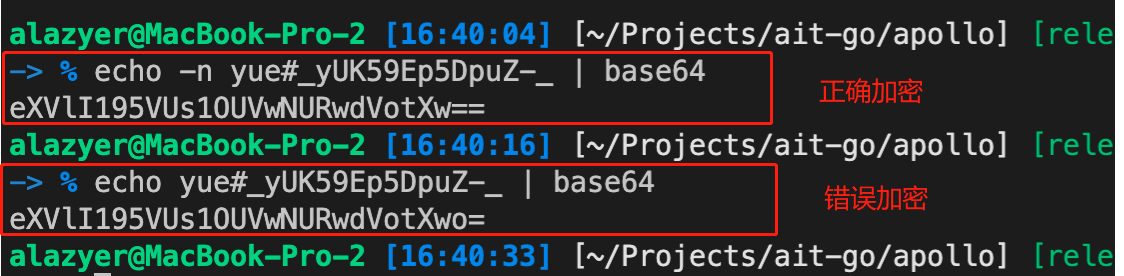 alazyer@MacBook-Pro-2 [16:40:04] [~/Projects/ait-go/apollo] [rele
-> % echo -n yue#_yUK59Ep5DpuZ-_ | base64
正确加密
eXVlI195VUs1OUVwNURwdVotXw==
alazyer@MacBook-Pro-2 [16:40:16] [~/Projects/ait-go/apollo] [rele
-> % echo yue#_yUK59Ep5DpuZ-_ | base64
错误加密
eXVlI195VUs1OUVwNURwdVotXwo=
alazyer@MacBook-Pro-2 [16:40:33] [~/Projects/ait-go/apollo] [rele